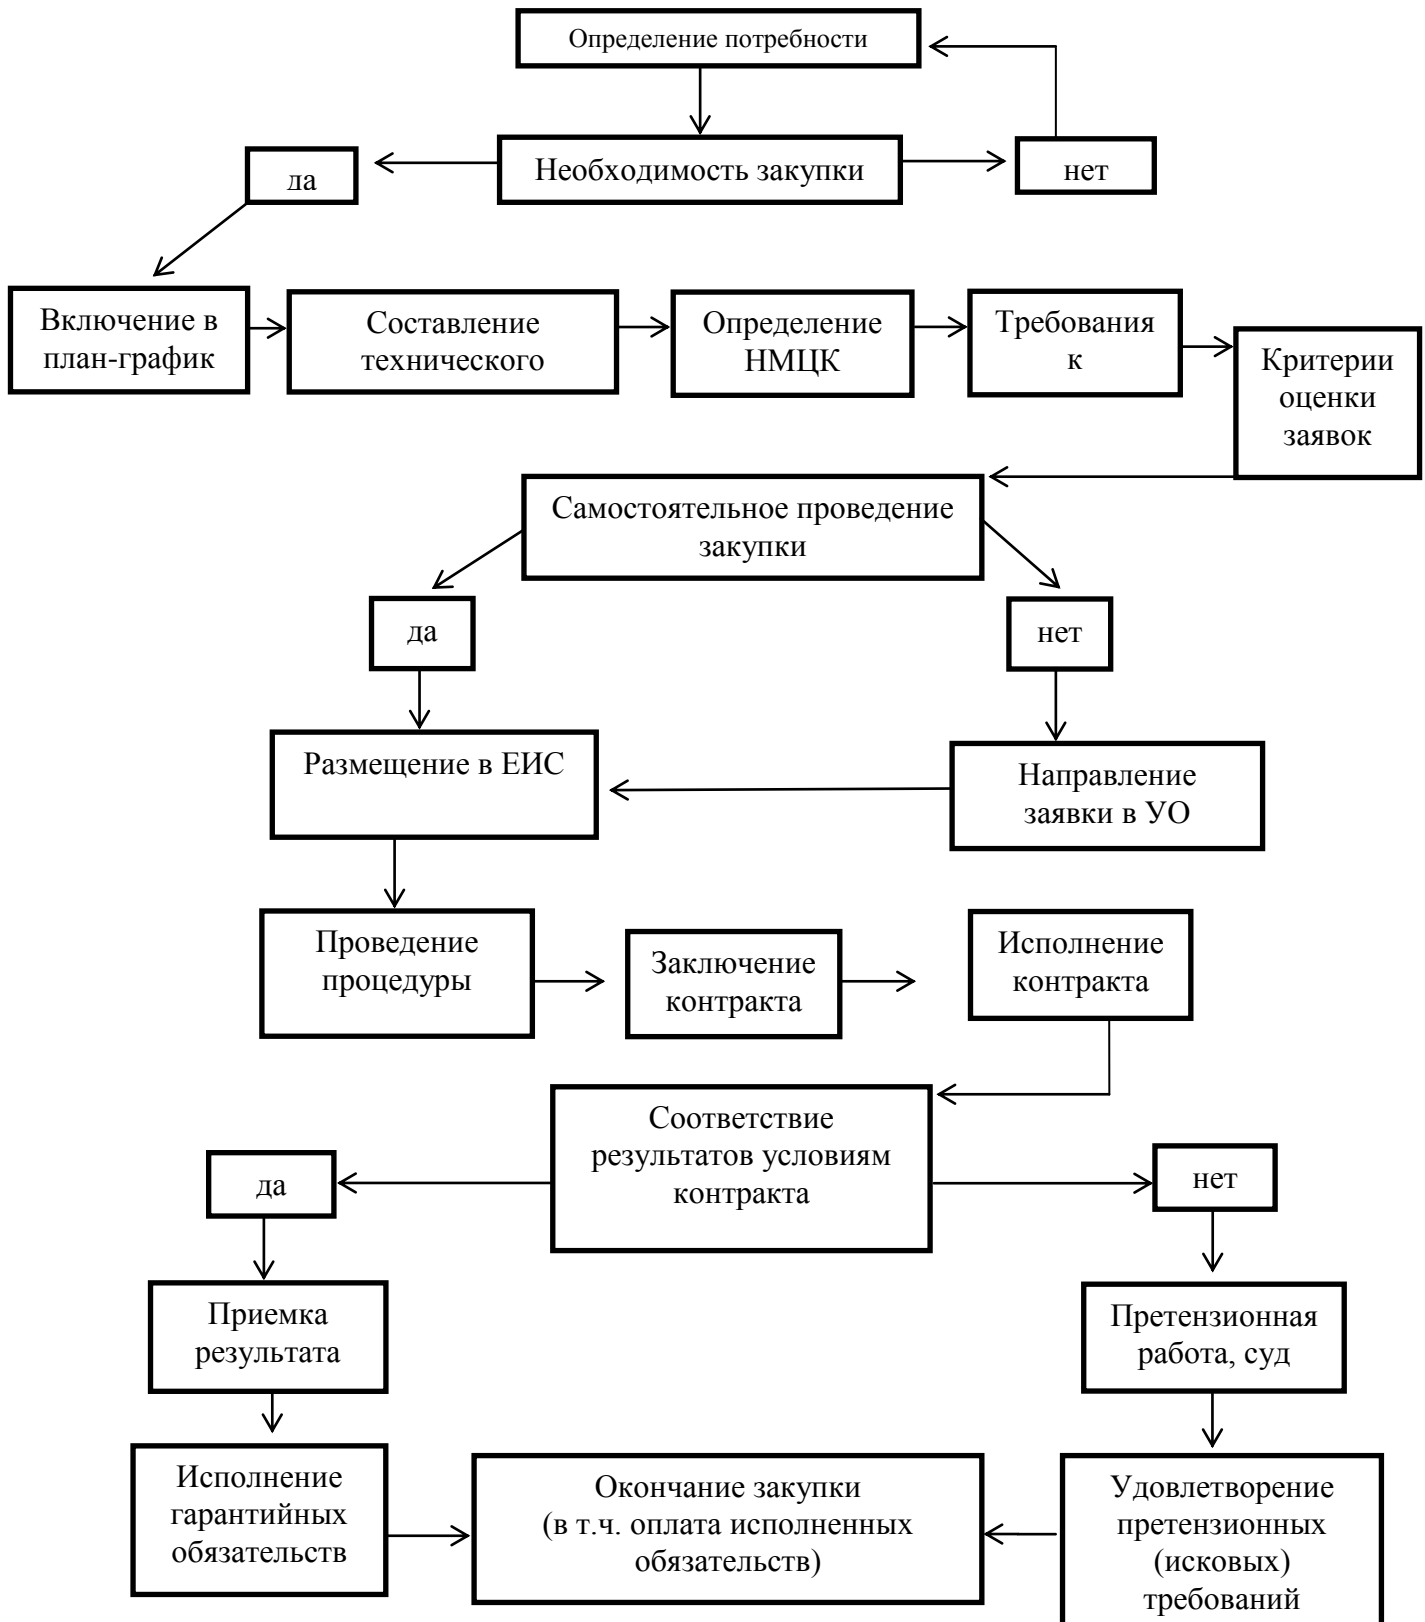 Определение потребности
Необходимость закупки
да
нет
Включение в
план-график
Составление
технического
Определение
НМЦК
Требования
к
Критерии
оценки
заявок
Самостоятельное проведение
закупки
да
нет
Размещение в ЕИС
Направление
заявки в УО
Проведение
процедуры
Заключение
контракта
Исполнение
контракта
Соответствие
результатов условиям
контракта
да
нет
Приемка
результата
Претензионная
работа, суд
Исполнение
гарантийных
обязательств
Окончание закупки
(в т.ч. оплата исполненных
обязательств)
Удовлетворение
претензионных
(исковых)
требований